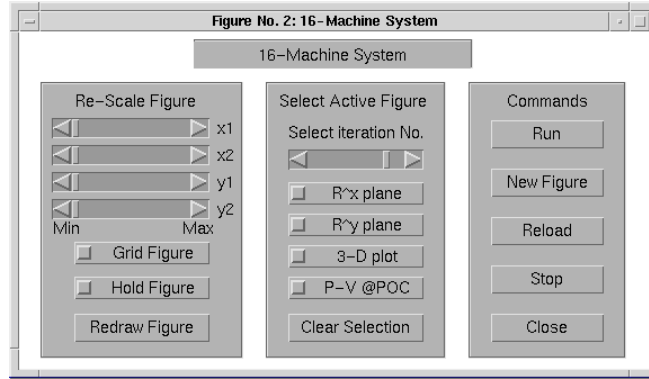 Figure No. 2: 16-Machine System
16-Machine System
Re-Scale Figure
x1
x2
y1
y2
Min Max
Grid Figure
Hold Figure
Redraw Figure
Select Active Figure
Select iteration No.
R^x plane
R^y plane
3-D plot
P-V @POC
Clear Selection
Commands
Run
New Figure
Reload
Stop
Close